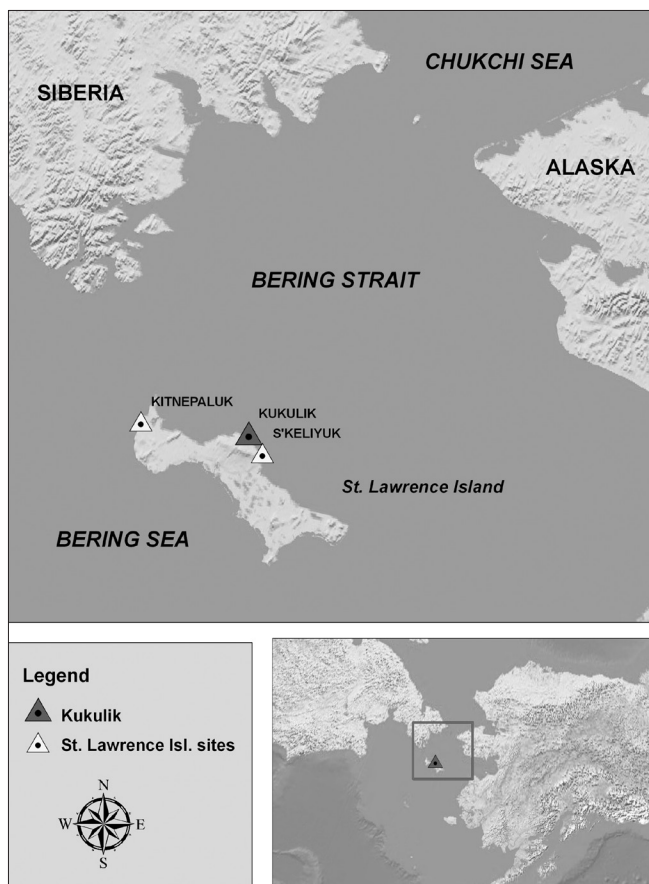 CHUKCHI SEA
SIBERIA
ALASKA
BERING STRAIT
KITNEPALUK
KUKULIK
S'KELIYUK
St. Lawrence Island
BERING SEA
Legend
Kukulik
St. Lawrence Isl. sites
N
W E
S